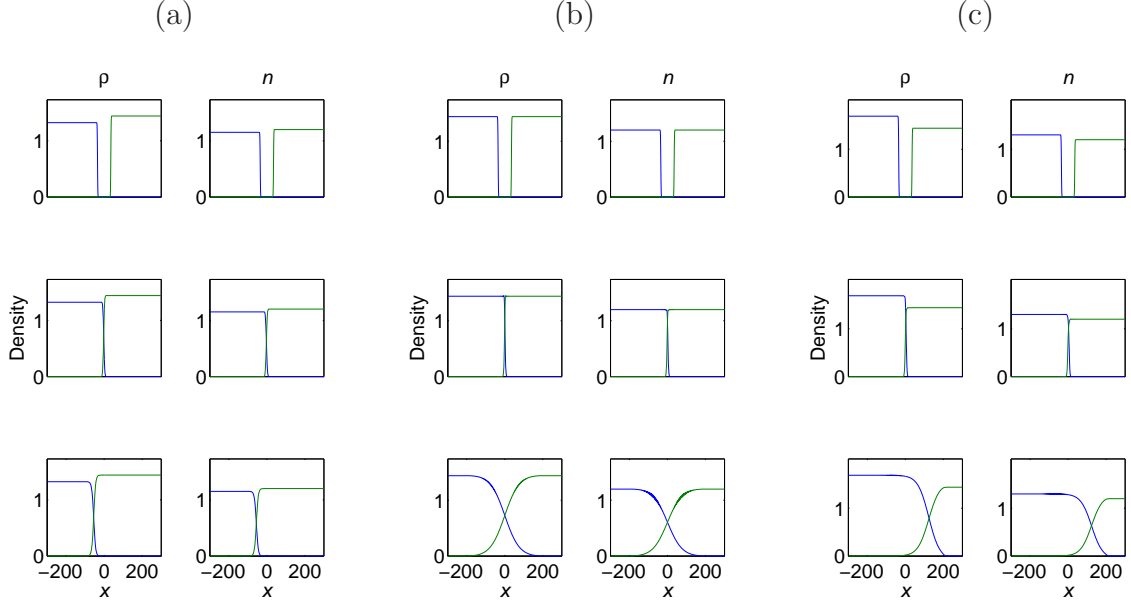 (a) (b) (c)
ρ n ρ n ρ n
1 1 1 1 1 1
0 0 0 0 0 0
Density Density Density
1 1 1 1 1 1
0 0 0 0 0 0
1 1 1 1 1 1
0 0 0 0 0 0
−200 0 200 −200 0 200 −200 0 200 −200 0 200 −200 0 200 −200 0 200
x x x x x x